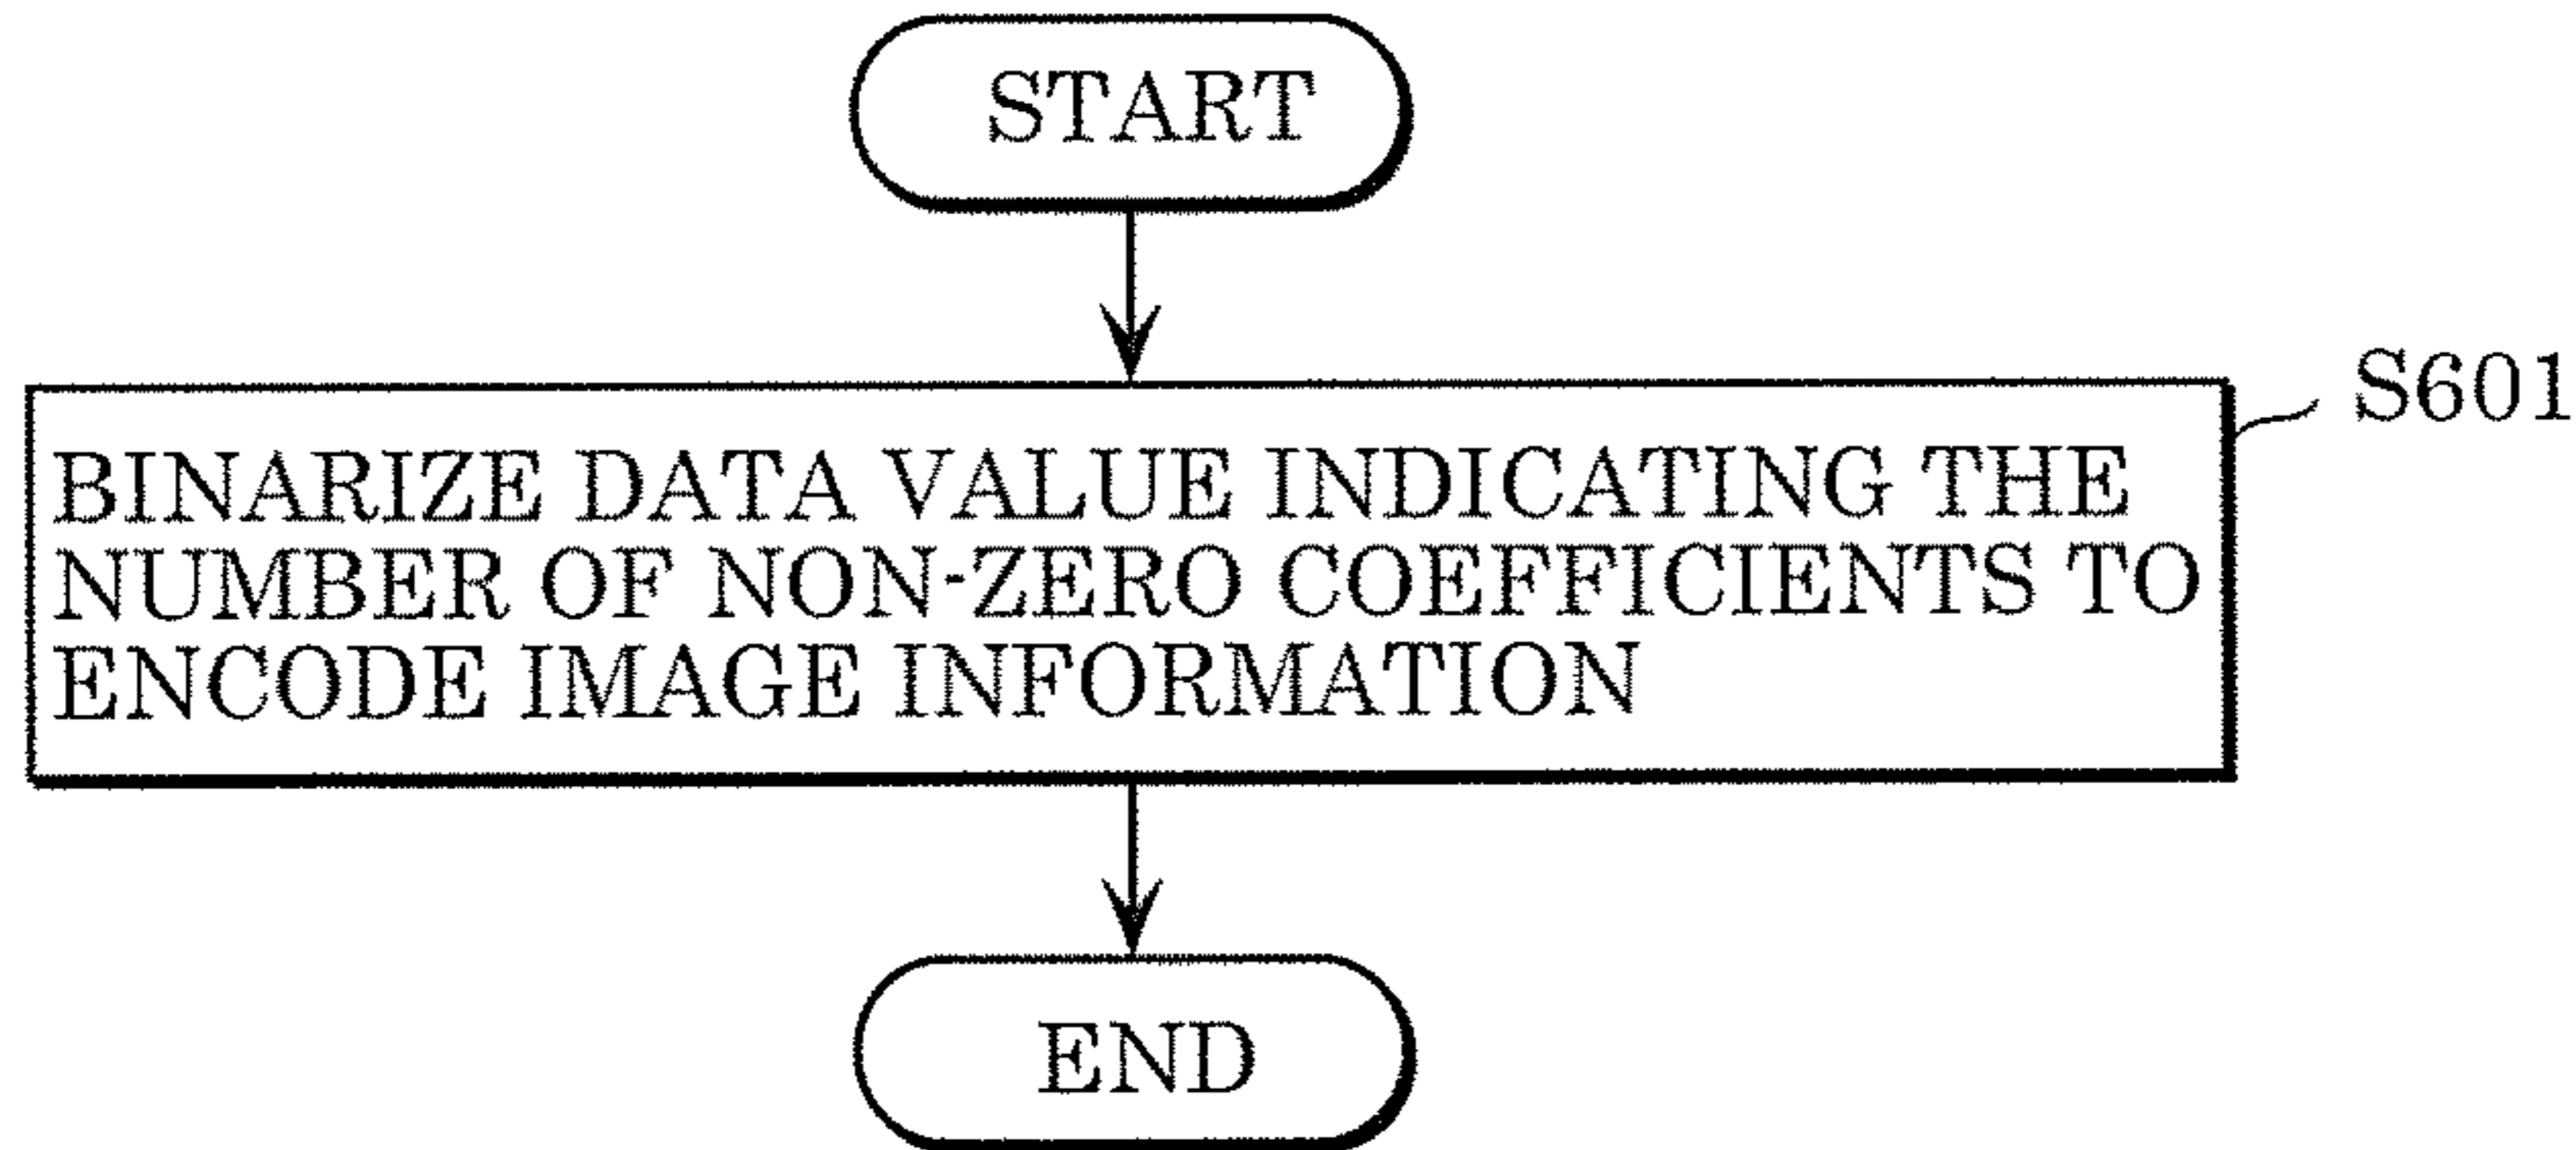 START
S601
BINARIZE DATA VALUE INDICATING THE
NUMBER OF NON-ZERO COEFFICIENTS TO
ENCODE IMAGE INFORMATION
END